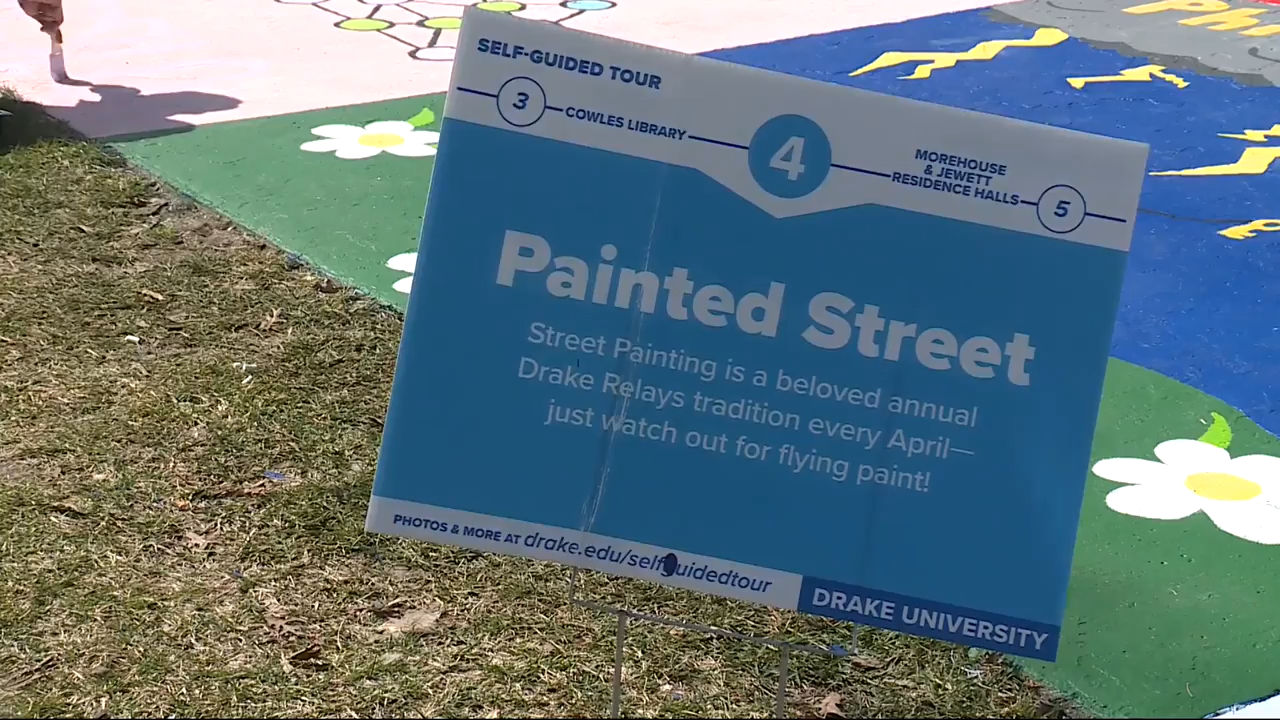 SELF-GUIDED TOUR
3 COWLES LIBRARY 4 MOREHOUSE
& JEWETT
RESIDENCE HALLS 5
Painted Street
Street Painting is a beloved annual
Drake Relays tradition every April—
just watch out for flying paint!
PHOTOS & MORE AT drake.edu/selfguidedtour
DRAKE UNIVERSITY